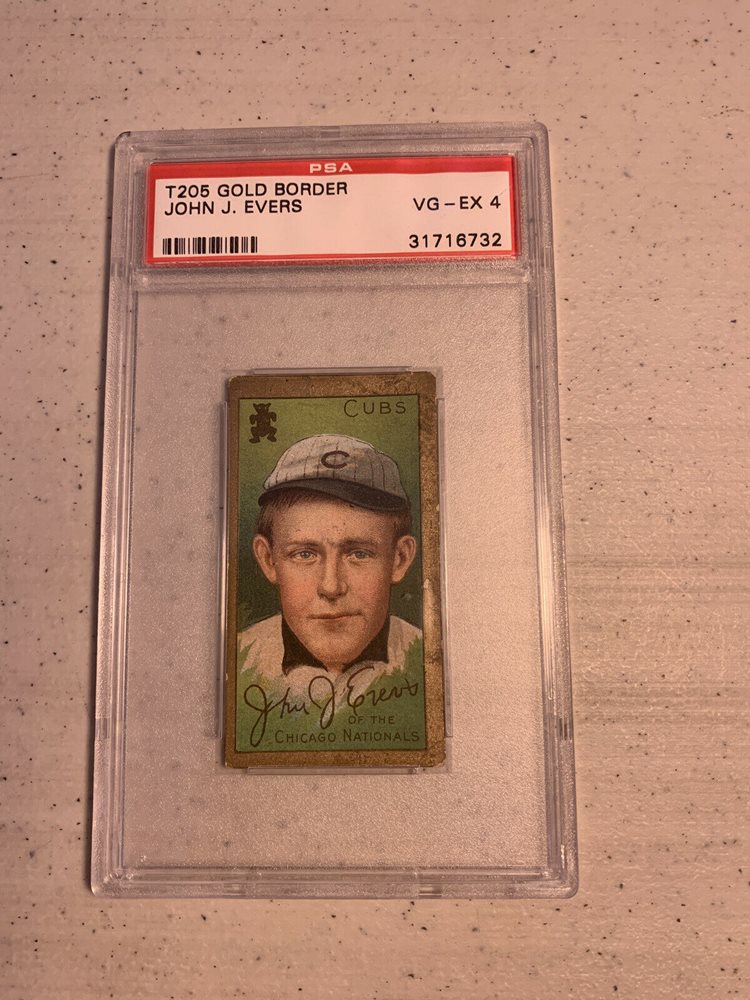 PSA
T205 GOLD BORDER
JOHN J. EVERS VG-EX 4
31716732
CUBS
C
John J Evers
OF THE
CHICAGO NATIONALS